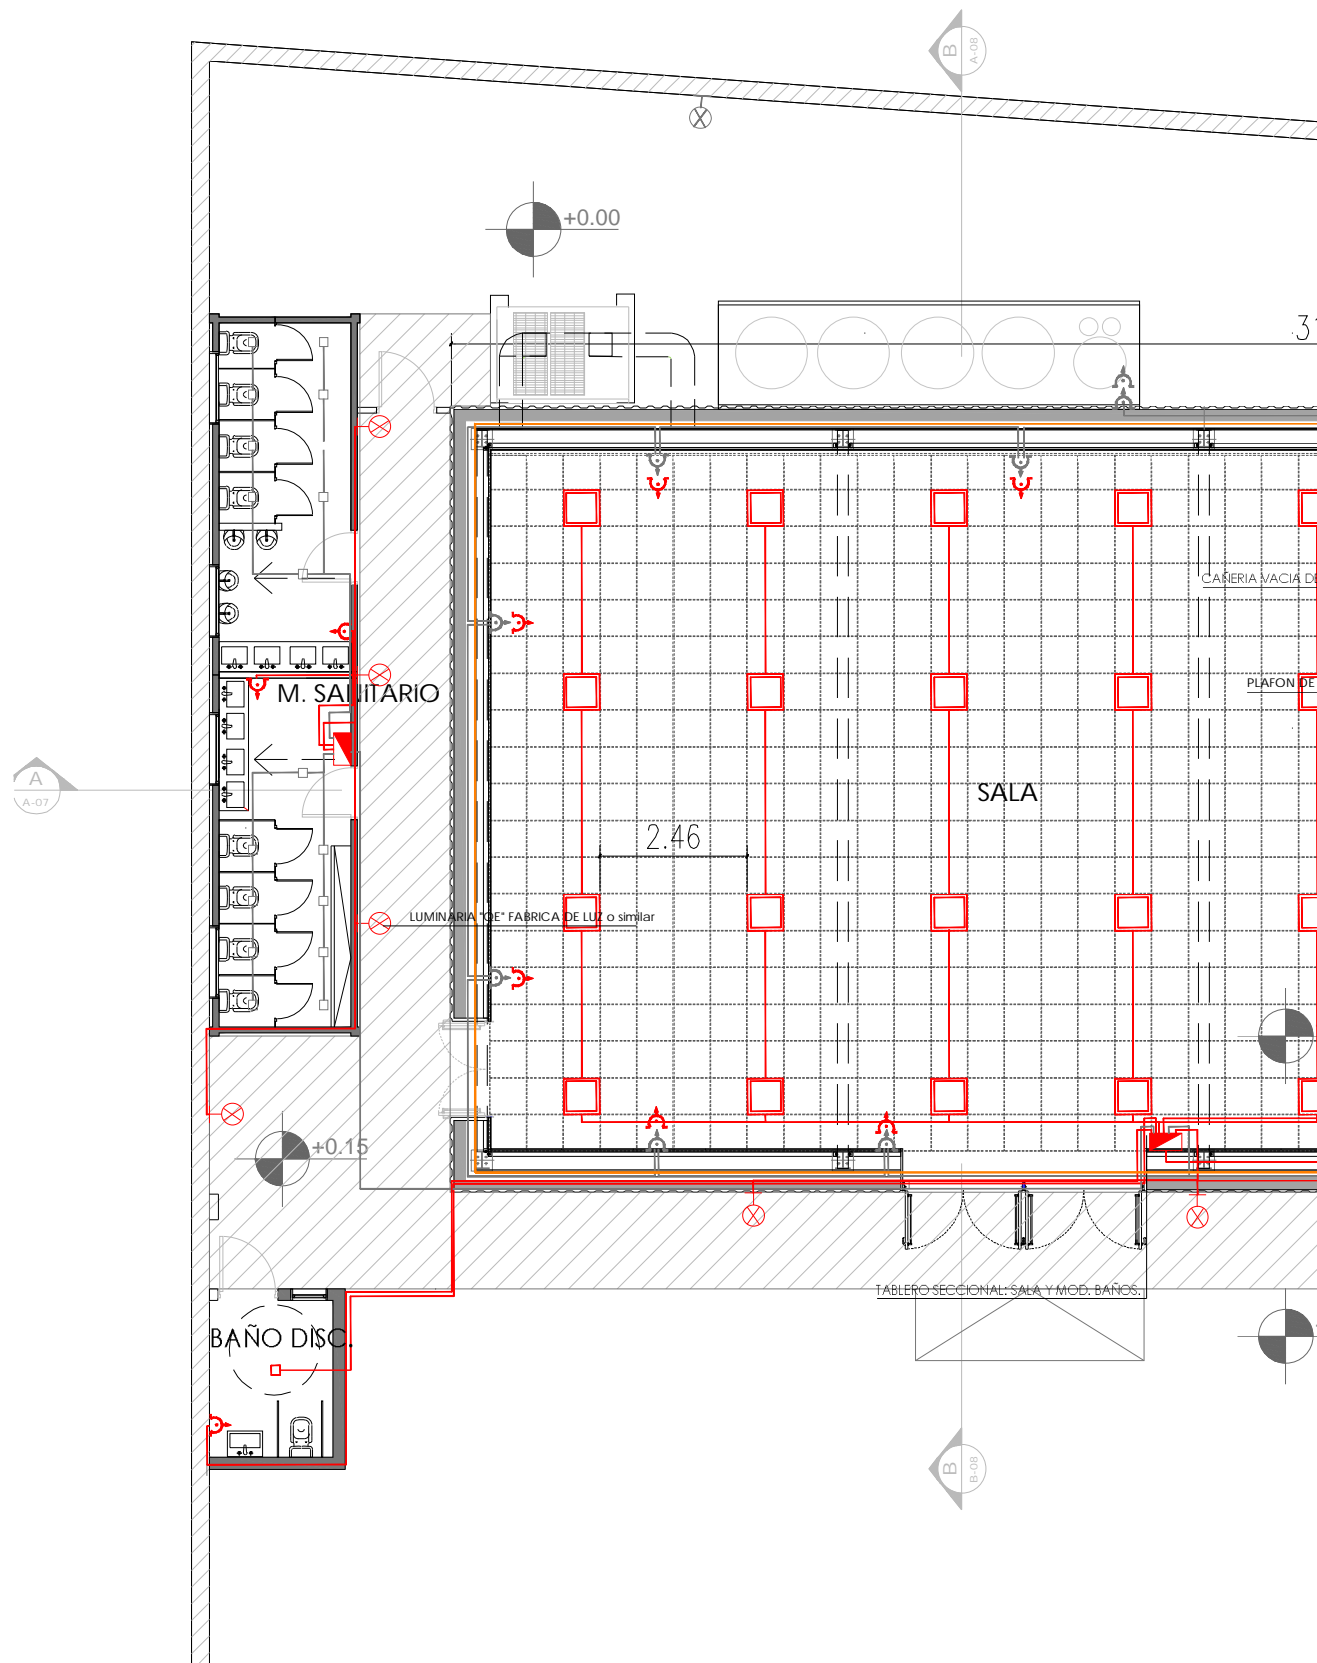 B
A-08
+0.00
31
CAÑERIA VACIA DE
M. SANITARIO
PLAFON DE
A
A-07
SALA
2.46
LUMINARIA "QE" FABRICA DE LUZ o similar
+0.15
TABLERO SECCIONAL: SALA Y MOD. BAÑOS.
BAÑO DISC.
B
B-08